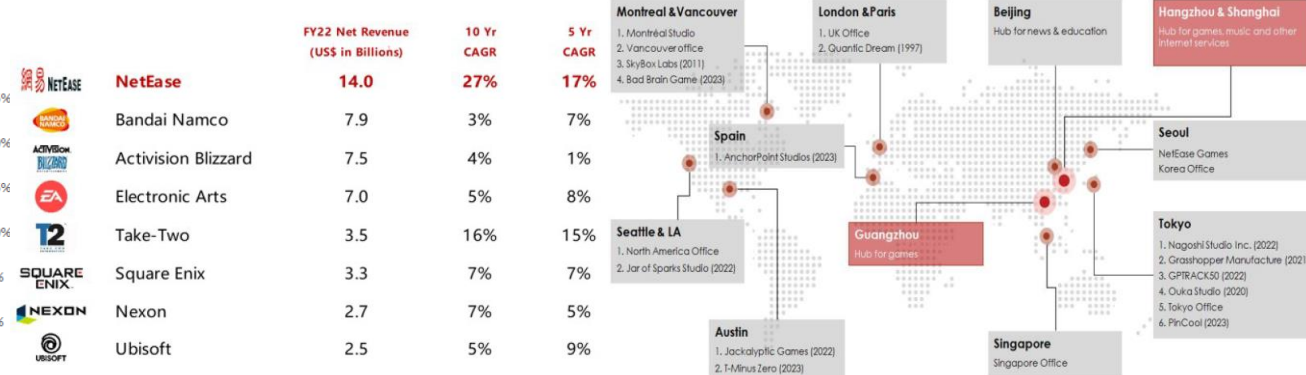 FY22 Net Revenue 10 Yr 5 Yr
(US$ in Billions) CAGR CAGR
NETEASE NetEase 14.0 27% 17%
BANDAI NAMCO Bandai Namco 7.9 3% 7%
ACTIVISION BLIZZARD Activision Blizzard 7.5 4% 1%
EA Electronic Arts 7.0 5% 8%
T2 Take-Two 3.5 16% 15%
SQUARE ENIX Square Enix 3.3 7% 7%
NEXON Nexon 2.7 7% 5%
UBISOFT Ubisoft 2.5 5% 9%
Montreal &Vancouver
1. Montréal Studio
2. Vancouver office
3. SkyBox Labs (2011)
4. Bad Brain Game (2023)
London &Paris
1. UK Office
2. Quantic Dream (1997)
Beijing
Hub for news & education
Hangzhou & Shanghai
Hub for games, music and other
internet services
Spain
1. AnchorPoint Studios (2023)
Seoul
NetEase Games
Korea Office
Seattle & LA
1. North America Office
2. Jar of Sparks Studio (2022)
Guangzhou
Hub for games
Tokyo
1. Nagoshi Studio Inc. (2022)
2. Grasshopper Manufacture (2021
3. GPTRACK50 (2022)
4. Ouka Studio (2020)
5. Tokyo Office
6. PinCool (2023)
Austin
1. Jackalyptic Games (2022)
2. T-Minus Zero (2023)
Singapore
Singapore Office